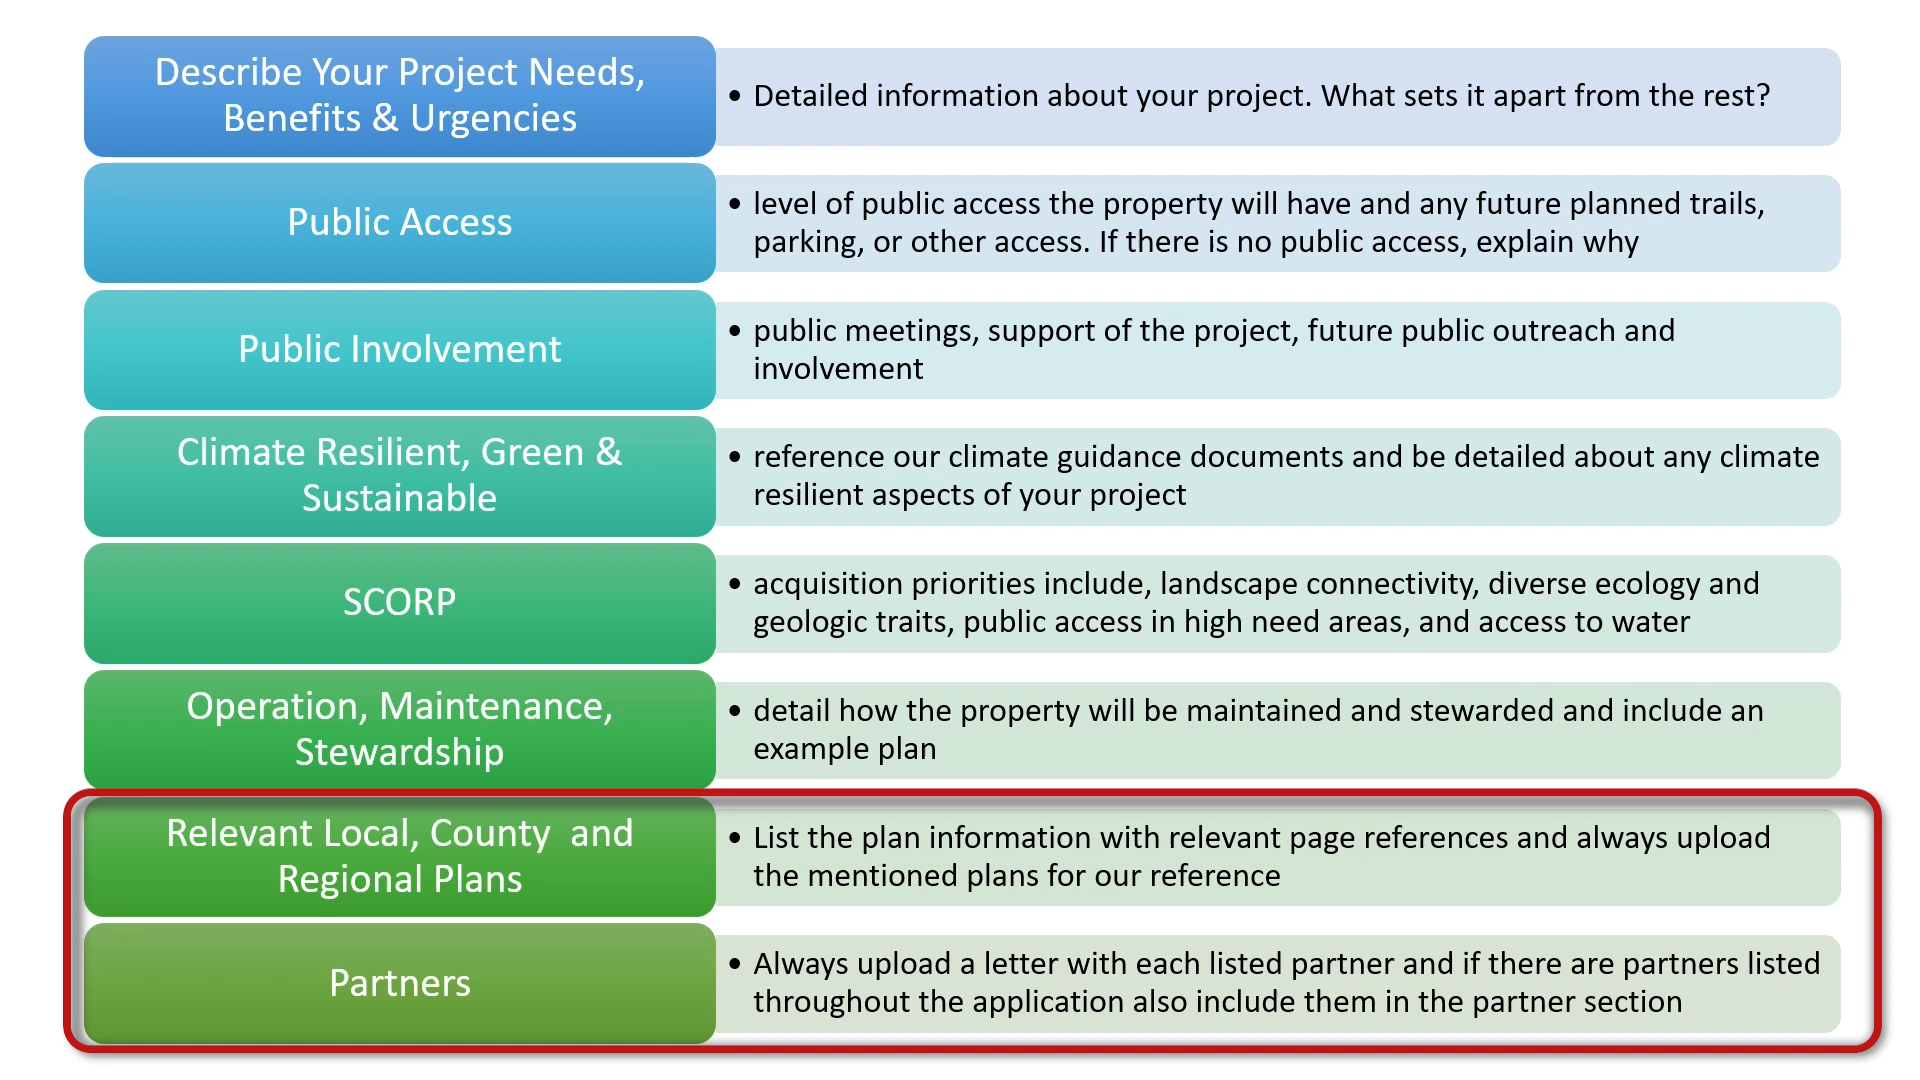 Describe Your Project Needs,
Benefits & Urgencies
• Detailed information about your project. What sets it apart from the rest?
Public Access
• level of public access the property will have and any future planned trails,
parking, or other access. If there is no public access, explain why
Public Involvement
• public meetings, support of the project, future public outreach and
involvement
Climate Resilient, Green &
Sustainable
• reference our climate guidance documents and be detailed about any climate
resilient aspects of your project
SCORP
• acquisition priorities include, landscape connectivity, diverse ecology and
geologic traits, public access in high need areas, and access to water
Operation, Maintenance,
Stewardship
• detail how the property will be maintained and stewarded and include an
example plan
Relevant Local, County  and
Regional Plans
• List the plan information with relevant page references and always upload
the mentioned plans for our reference
Partners
• Always upload a letter with each listed partner and if there are partners listed
throughout the application also include them in the partner section